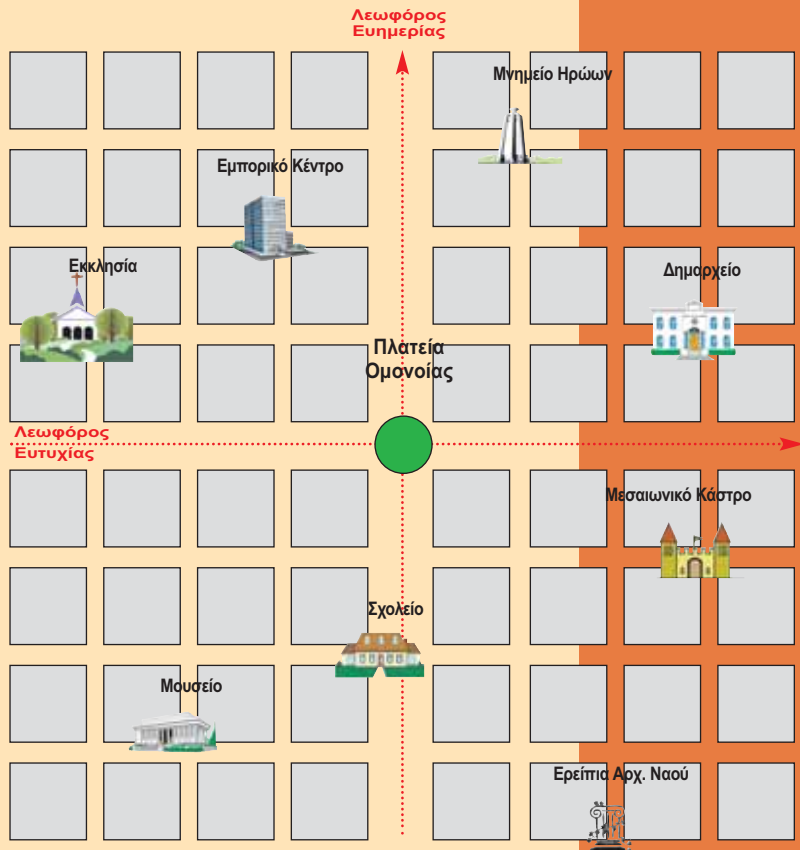 Λεωφόρος
Ευημερίας
Μνημείο Ηρώων
Εμπορικό Κέντρο
Εκκλησία
Δημαρχείο
Πλατεία
Ομονοίας
Λεωφόρος
Ευτυχίας
Μεσαιωνικό Κάστρο
Σχολείο
Μουσείο
Ερείπια Αρχ. Ναού